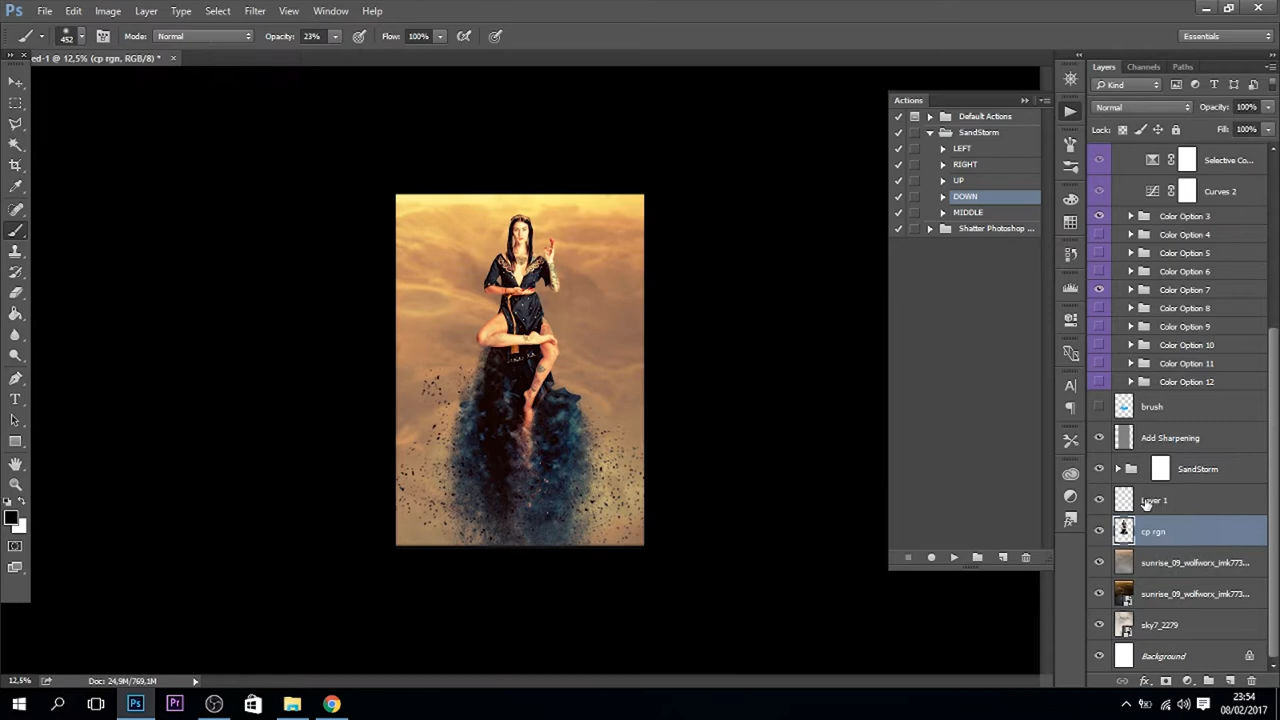 Ps File Edit Image Layer Type Select Filter View Window Help
452 Mode: Normal Opacity: 23% Flow: 100% Essentials
ed-1 @ 12,5% (cp rgn, RGB/8) *
Layers Channels Paths
Kind
Normal Opacity: 100%
Lock: Fill: 100%
Actions
Default Actions
SandStorm
LEFT
RIGHT
UP
DOWN
MIDDLE
Shatter Photoshop ...
Selective Co...
Curves 2
Color Option 3
Color Option 4
Color Option 5
Color Option 6
Color Option 7
Color Option 8
Color Option 9
Color Option 10
Color Option 11
Color Option 12
brush
Add Sharpening
SandStorm
Layer 1
cp rgn
sunrise_09_wolfworx_imk773...
sunrise_09_wolfworx_imk773...
sky7_2279
Background
12,5% Doc: 24,9M/769,1M
Ps Pr
23:54
08/02/2017